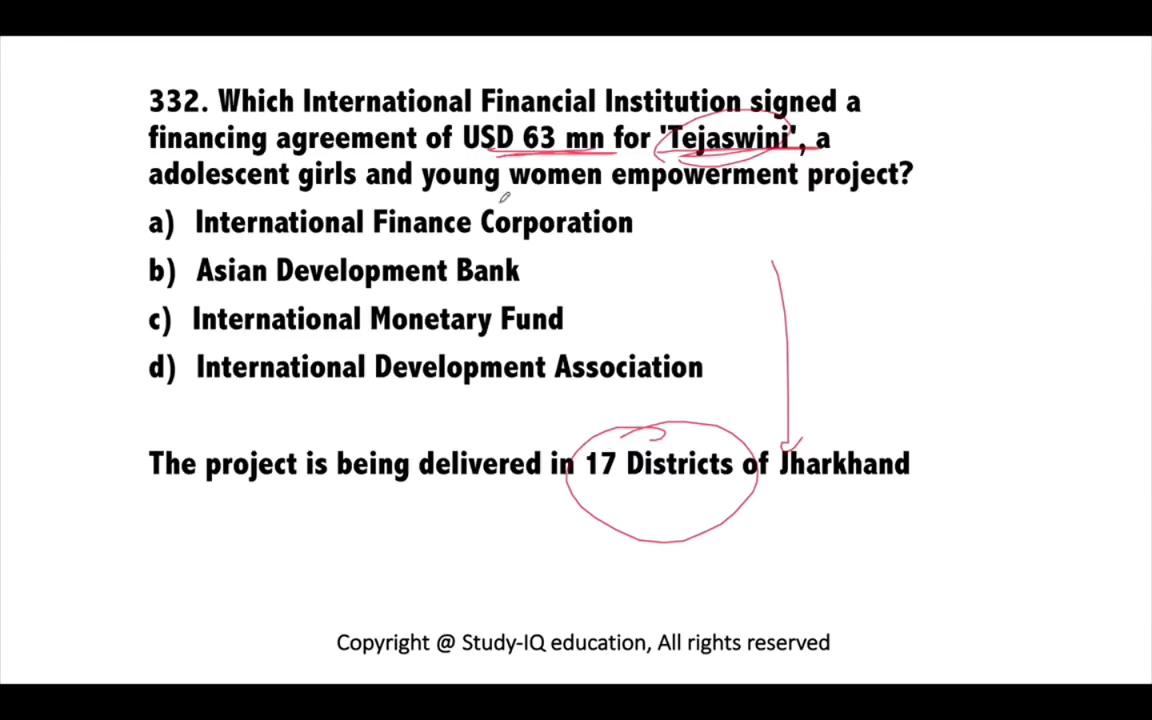 332. Which International Financial Institution signed a
financing agreement of USD 63 mn for 'Tejaswini', a
adolescent girls and young women empowerment project?
a) International Finance Corporation
b) Asian Development Bank
c) International Monetary Fund
d) International Development Association
The project is being delivered in 17 Districts of Jharkhand
Copyright @ Study-IQ education, All rights reserved